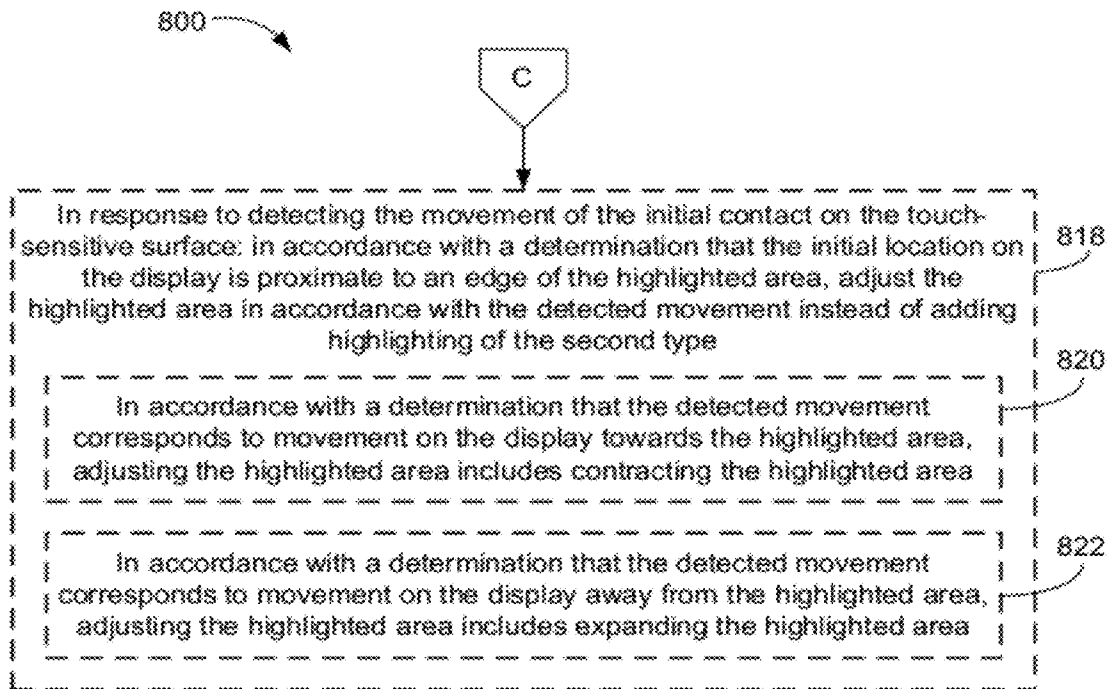 800
C
In response to detecting the movement of the initial contact on the touch-
sensitive surface: in accordance with a determination that the initial location on
the display is proximate to an edge of the highlighted area, adjust the
highlighted area in accordance with the detected movement instead of adding
highlighting of the second type
818
820
In accordance with a determination that the detected movement
corresponds to movement on the display towards the highlighted area,
adjusting the highlighted area includes contracting the highlighted area
822
In accordance with a determination that the detected movement
corresponds to movement on the display away from the highlighted area,
adjusting the highlighted area includes expanding the highlighted area